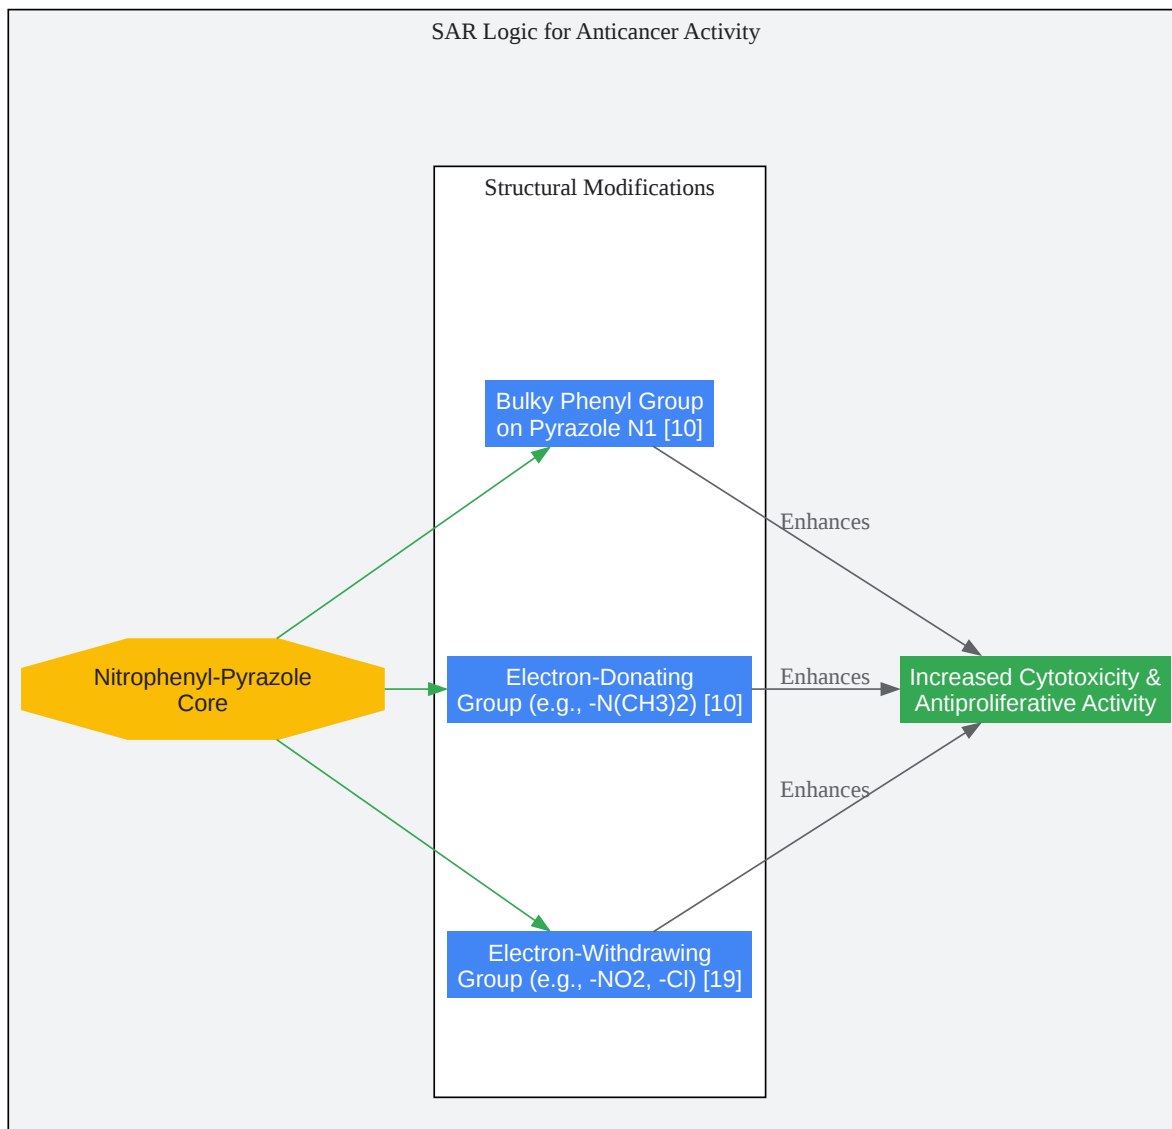 SAR Logic for Anticancer Activity
Structural Modifications
Bulky Phenyl Group
on Pyrazole N1 [10]
Enhances
Nitrophenyl-Pyrazole
Core
Electron-Donating
Group (e.g., -N(CH3)2) [10]
Enhances
Increased Cytotoxicity &
Antiproliferative Activity
Enhances
Electron-Withdrawing
Group (e.g., -NO2, -Cl) [19]